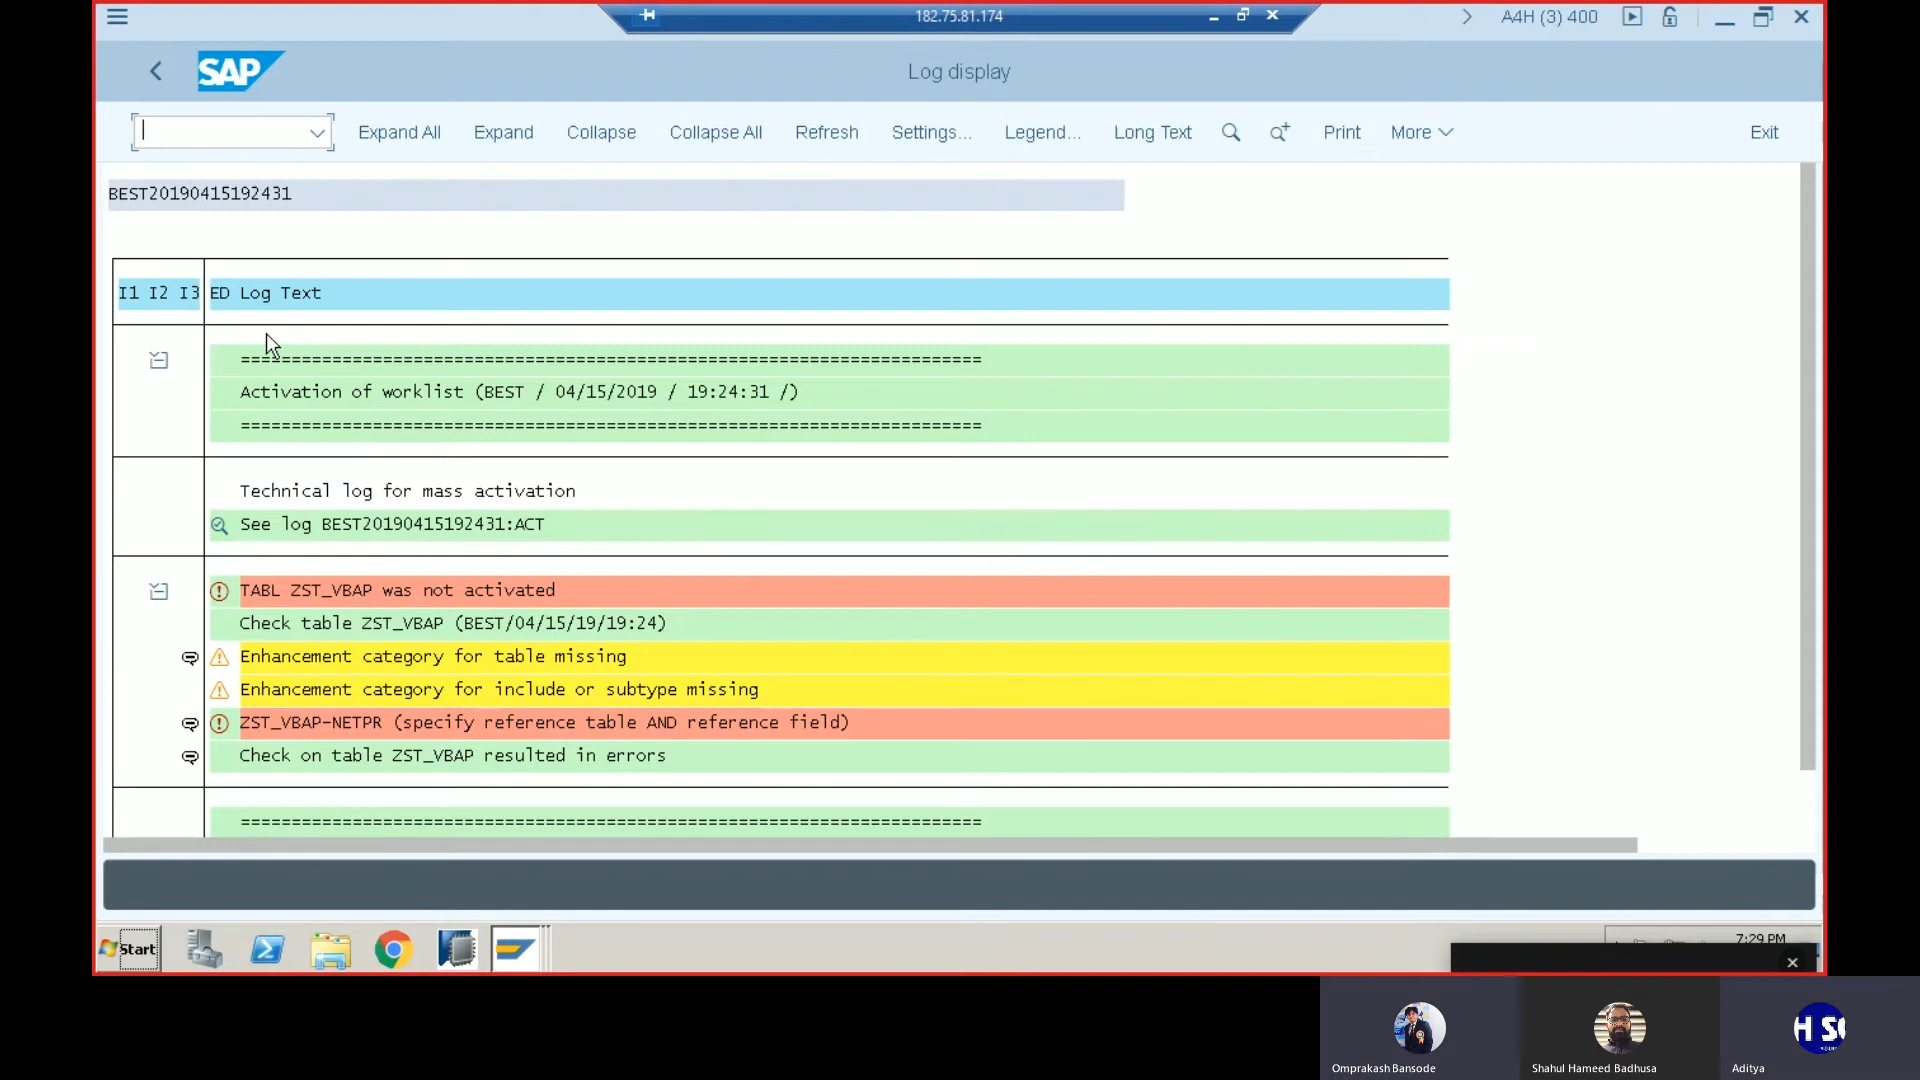 182.75.81.174
A4H (3) 400
SAP
Log display
Expand All Expand Collapse Collapse All Refresh Settings... Legend... Long Text Print More Exit
BEST20190415192431
I1 I2 I3 ED Log Text
=========================================================================
Activation of worklist (BEST / 04/15/2019 / 19:24:31 /)
=========================================================================
Technical log for mass activation
See log BEST20190415192431:ACT
TABL ZST_VBAP was not activated
Check table ZST_VBAP (BEST/04/15/19/19:24)
Enhancement category for table missing
Enhancement category for include or subtype missing
ZST_VBAP-NETPR (specify reference table AND reference field)
Check on table ZST_VBAP resulted in errors
=========================================================================
Start
7:29 PM
H SC
Omprakash Bansode
Shahul Hameed Badhusa
Aditya